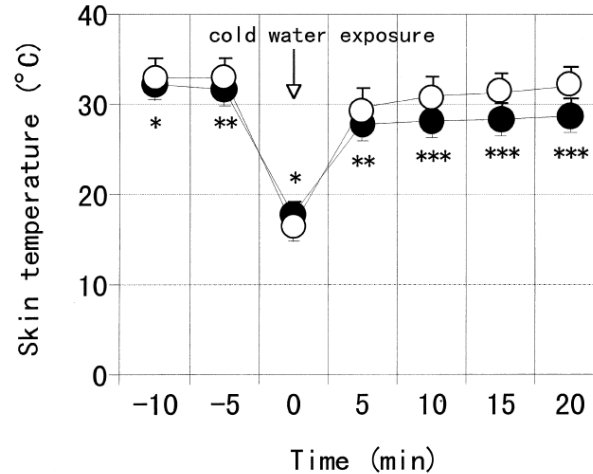 cold water exposure
Skin temperature (°C)
40
30
20
10
0
* ** * ** *** *** ***
-10 -5 0 5 10 15 20
Time (min)